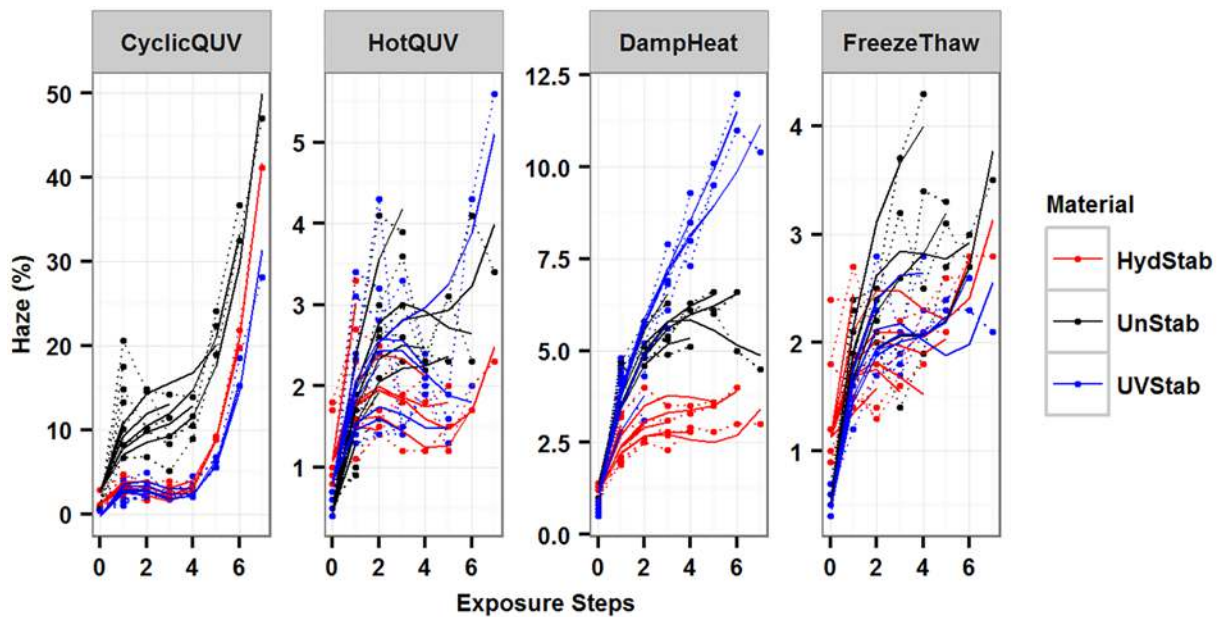 CyclicQUV
HotQUV
DampHeat
FreezeThaw
Haze (%)
50
40
30
20
10
0
5
4
3
2
1
12.5
10.0
7.5
5.0
2.5
0.0
4
3
2
1
0 2 4 6
0 2 4 6
0 2 4 6
0 2 4 6
Exposure Steps
Material
HydStab
UnStab
UVStab